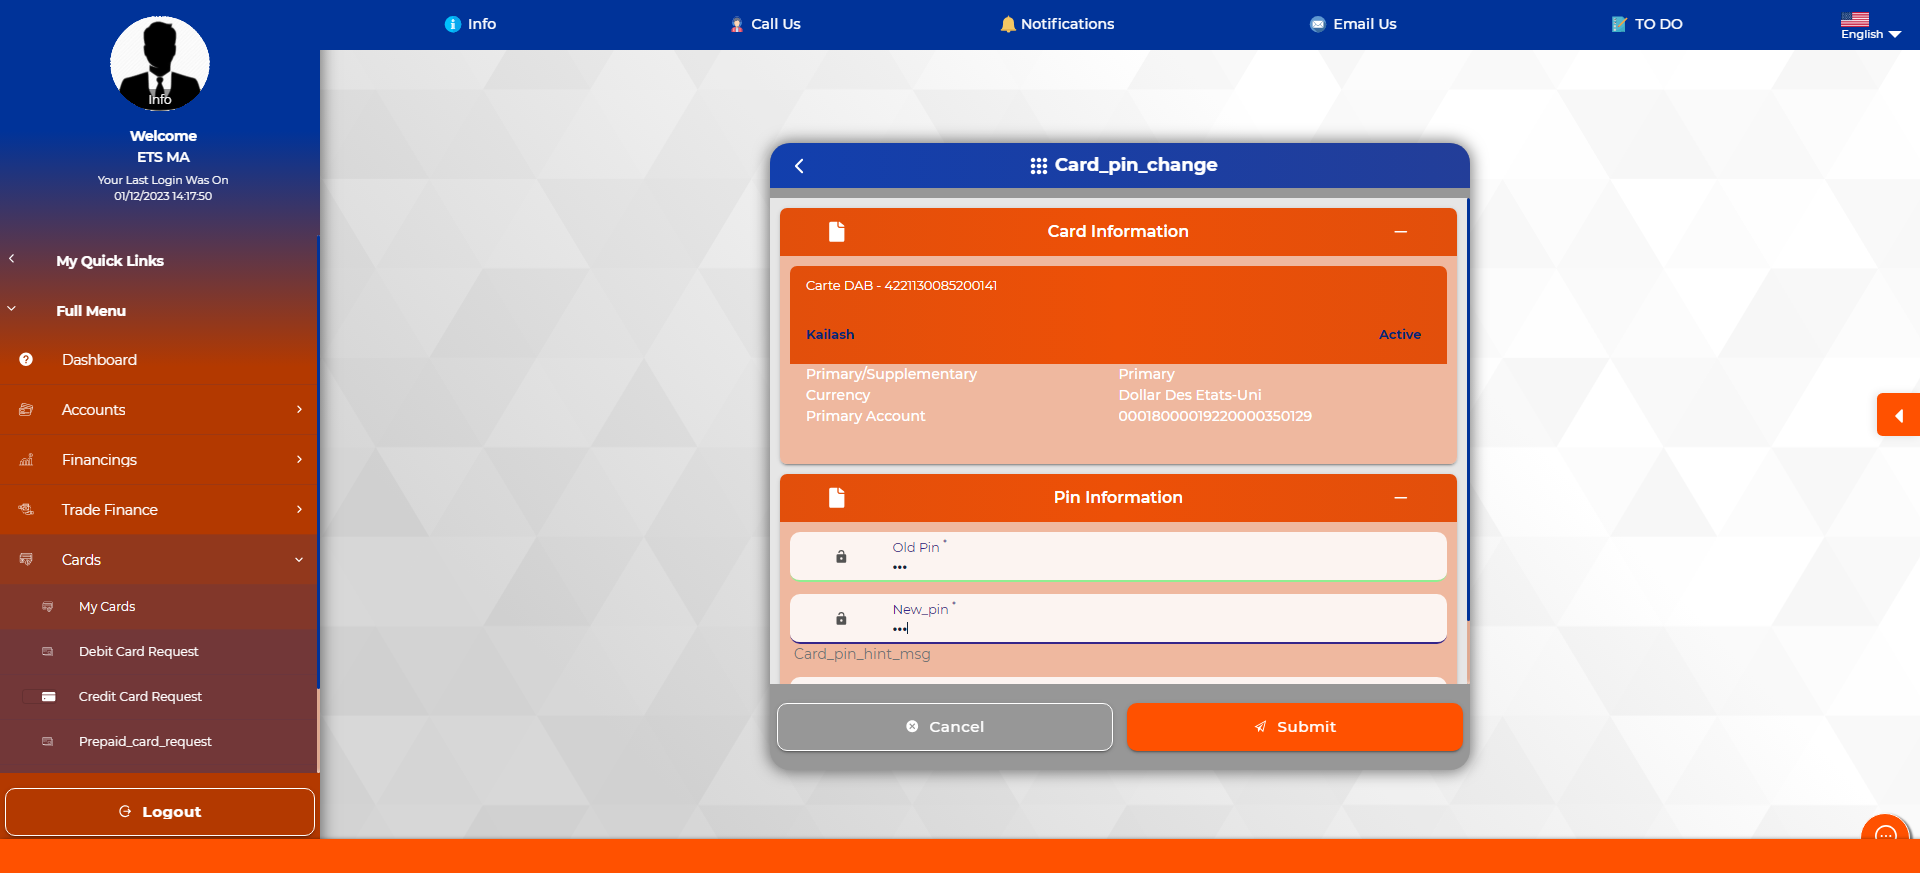 Info
Call Us
Notifications
Email Us
TO DO
English
Info
Welcome
ETS MA
Your Last Login Was On
01/12/2023 14:17:50
My Quick Links
Full Menu
Dashboard
Accounts
Financings
Trade Finance
Cards
My Cards
Debit Card Request
Credit Card Request
Prepaid_card_request
Logout
Card_pin_change
Card Information
Carte DAB - 4221130085200141
Kailash Active
Primary/Supplementary Primary
Currency Dollar Des Etats-Uni
Primary Account 00018000019220000350129
Pin Information
Old Pin *
•••
New_pin *
•••
Card_pin_hint_msg
Cancel
Submit